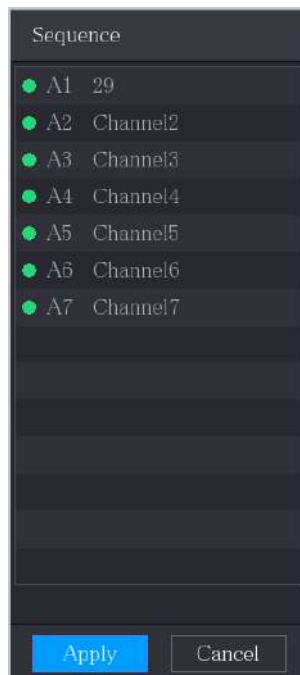 Sequence
A1 29
A2 Channel2
A3 Channel3
A4 Channel4
A5 Channel5
A6 Channel6
A7 Channel7
Apply Cancel